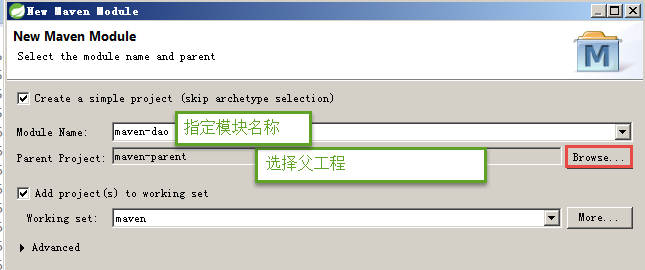 New Maven Module
New Maven Module
Select the module name and parent
M
Create a simple project (skip archetype selection)
Module Name: maven-dao
指定模块名称
Parent Project: maven-parent
选择父工程
Browse...
Add project(s) to working set
Working set: maven
More...
Advanced